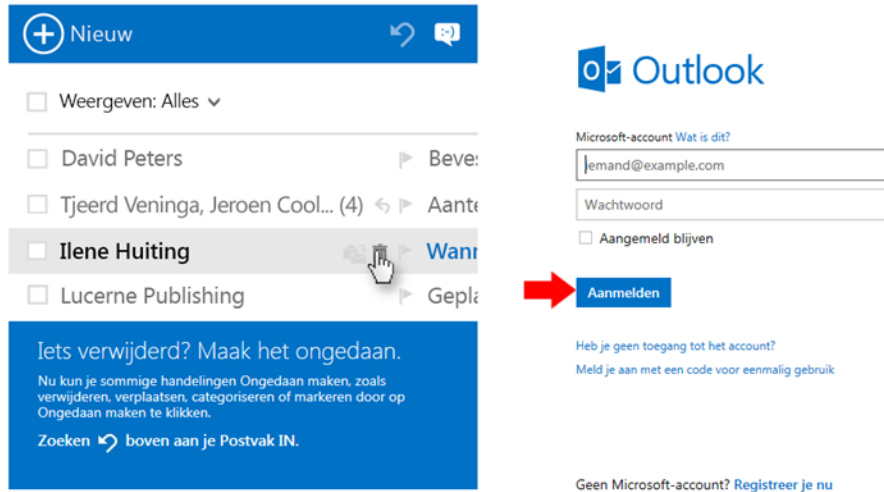 Nieuw
Weergeven: Alles
David Peters
Beves
Tjeerd Veninga, Jeroen Cool... (4)
Aante
Ilene Huiting
Wanr
Lucerne Publishing
Gepla
Iets verwijderd? Maak het ongedaan.
Nu kun je sommige handelingen Ongedaan maken, zoals
verwijderen, verplaatsen, categoriseren of markeren door op
Ongedaan maken te klikken.
Zoeken boven aan je Postvak IN.
Outlook
Microsoft-account Wat is dit?
iemand@example.com
Wachtwoord
Aangemeld blijven
Aanmelden
Heb je geen toegang tot het account?
Meld je aan met een code voor eenmalig gebruik
Geen Microsoft-account? Registreer je nu